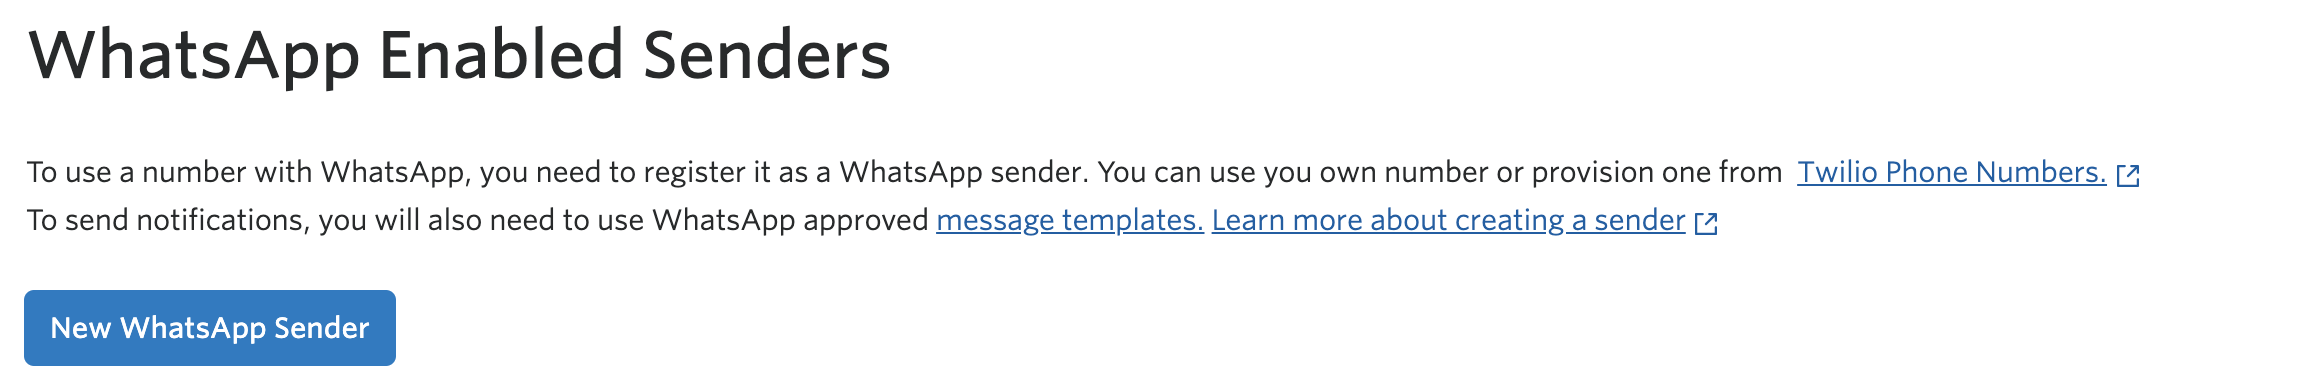 WhatsApp Enabled Senders
To use a number with WhatsApp, you need to register it as a WhatsApp sender. You can use you own number or provision one from Twilio Phone Numbers.
To send notifications, you will also need to use WhatsApp approved message templates. Learn more about creating a sender
New WhatsApp Sender